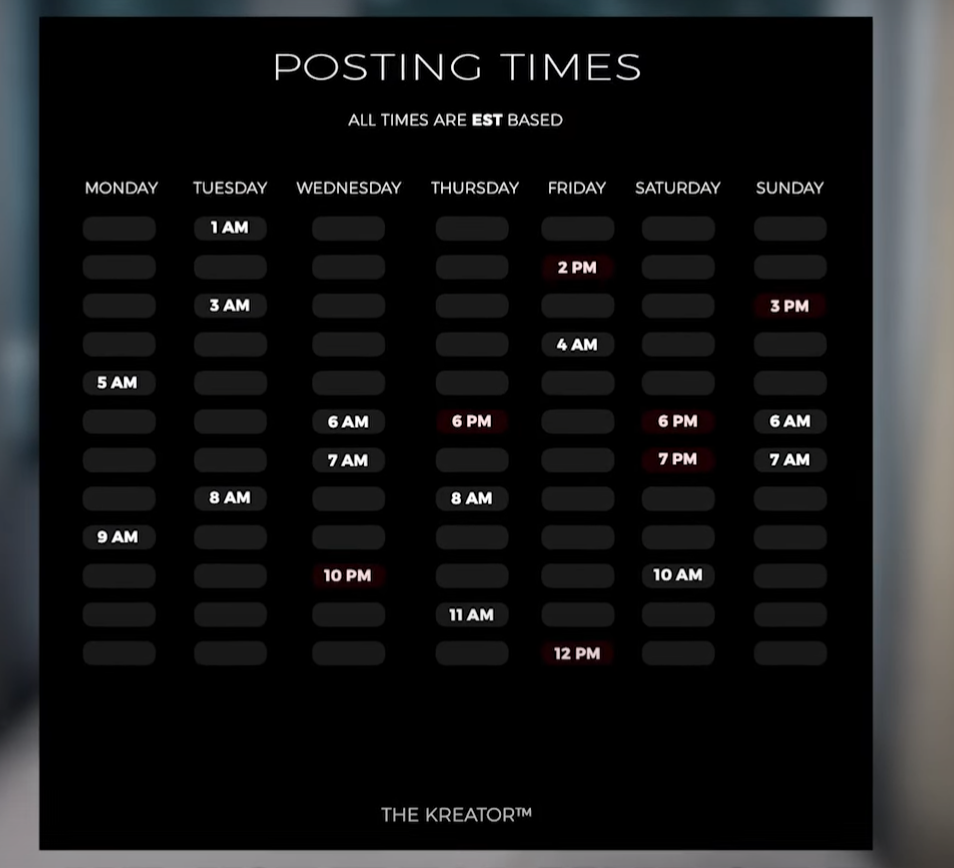 POSTING TIMES
ALL TIMES ARE EST BASED
MONDAY TUESDAY WEDNESDAY THURSDAY FRIDAY SATURDAY SUNDAY
1 AM
2 PM
3 AM 3 PM
4 AM
5 AM
6 AM 6 PM 6 PM 6 AM
7 AM 7 PM 7 AM
8 AM 8 AM
9 AM
10 PM 10 AM
11 AM
12 PM
THE KREATOR™